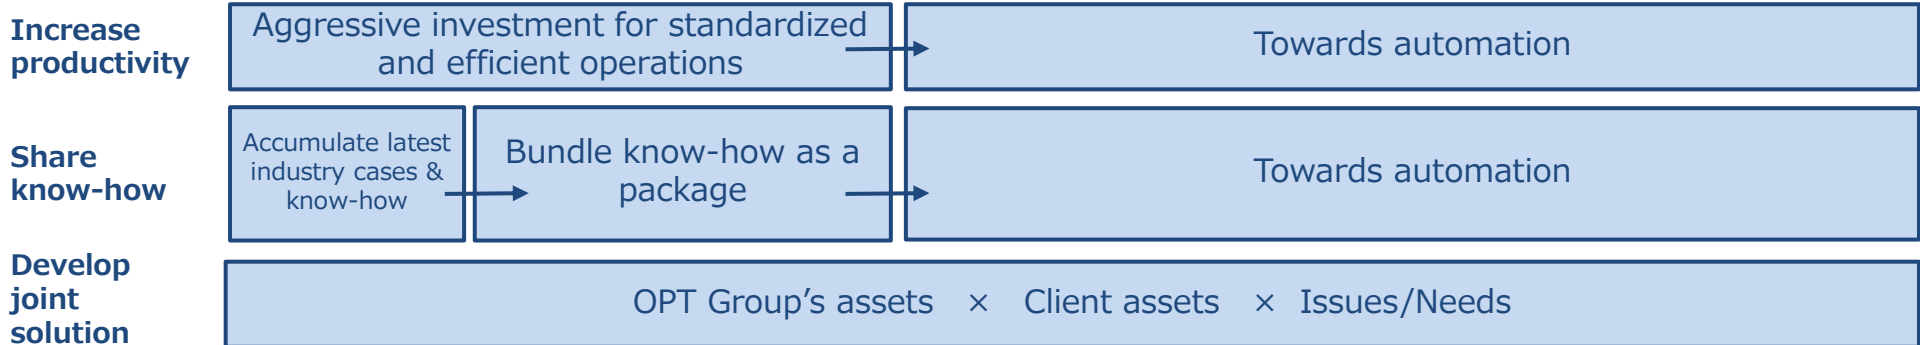 Increase
productivity
Aggressive investment for standardized
and efficient operations
Towards automation
Share
know-how
Accumulate latest
industry cases &
know-how
Bundle know-how as a
package
Towards automation
Develop
joint
solution
OPT Group’s assets × Client assets × Issues/Needs